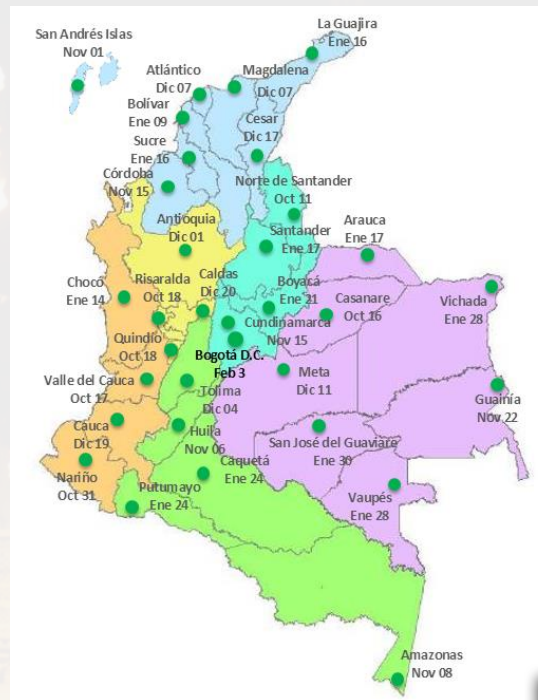 San Andrés Islas
Nov 01
La Guajira
Ene 16
Atlántico
Dic 07
Magdalena
Dic 07
Bolívar
Ene 09
Cesar
Dic 17
Sucre
Ene 16
Córdoba
Nov 15
Norte de Santander
Oct 11
Antioquia
Dic 01
Santander
Ene 17
Arauca
Ene 17
Chocó
Ene 14
Risaralda
Oct 18
Caldas
Dic 20
Boyacá
Ene 21
Casanare
Oct 16
Vichada
Ene 28
Quindío
Oct 18
Cundinamarca
Nov 15
Bogotá D.C.
Feb 3
Valle del Cauca
Oct 17
Tolima
Dic 04
Meta
Dic 11
Guainía
Nov 22
Cauca
Dic 19
Huila
Nov 06
San José del Guaviare
Ene 30
Nariño
Oct 31
Caquetá
Ene 24
Putumayo
Ene 24
Vaupés
Ene 28
Amazonas
Nov 08